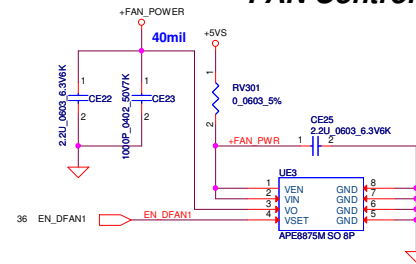 FAN Control
+FAN_POWER
40mil
+5VS
1
CE22
2
2.2U_0603_6.3V6K
1
CE23
2
1000P_0402_50V7K
1
RV301
0_0603_5%
2
CE25
2.2U_0603_6.3V6K
+FAN_PWR
1 2
UE3
1 VEN GND 8
2 VIN GND 7
3 VO GND 6
4 VSET GND 5
APE8875M SO 8P
36 EN_DFAN1 EN_DFAN1